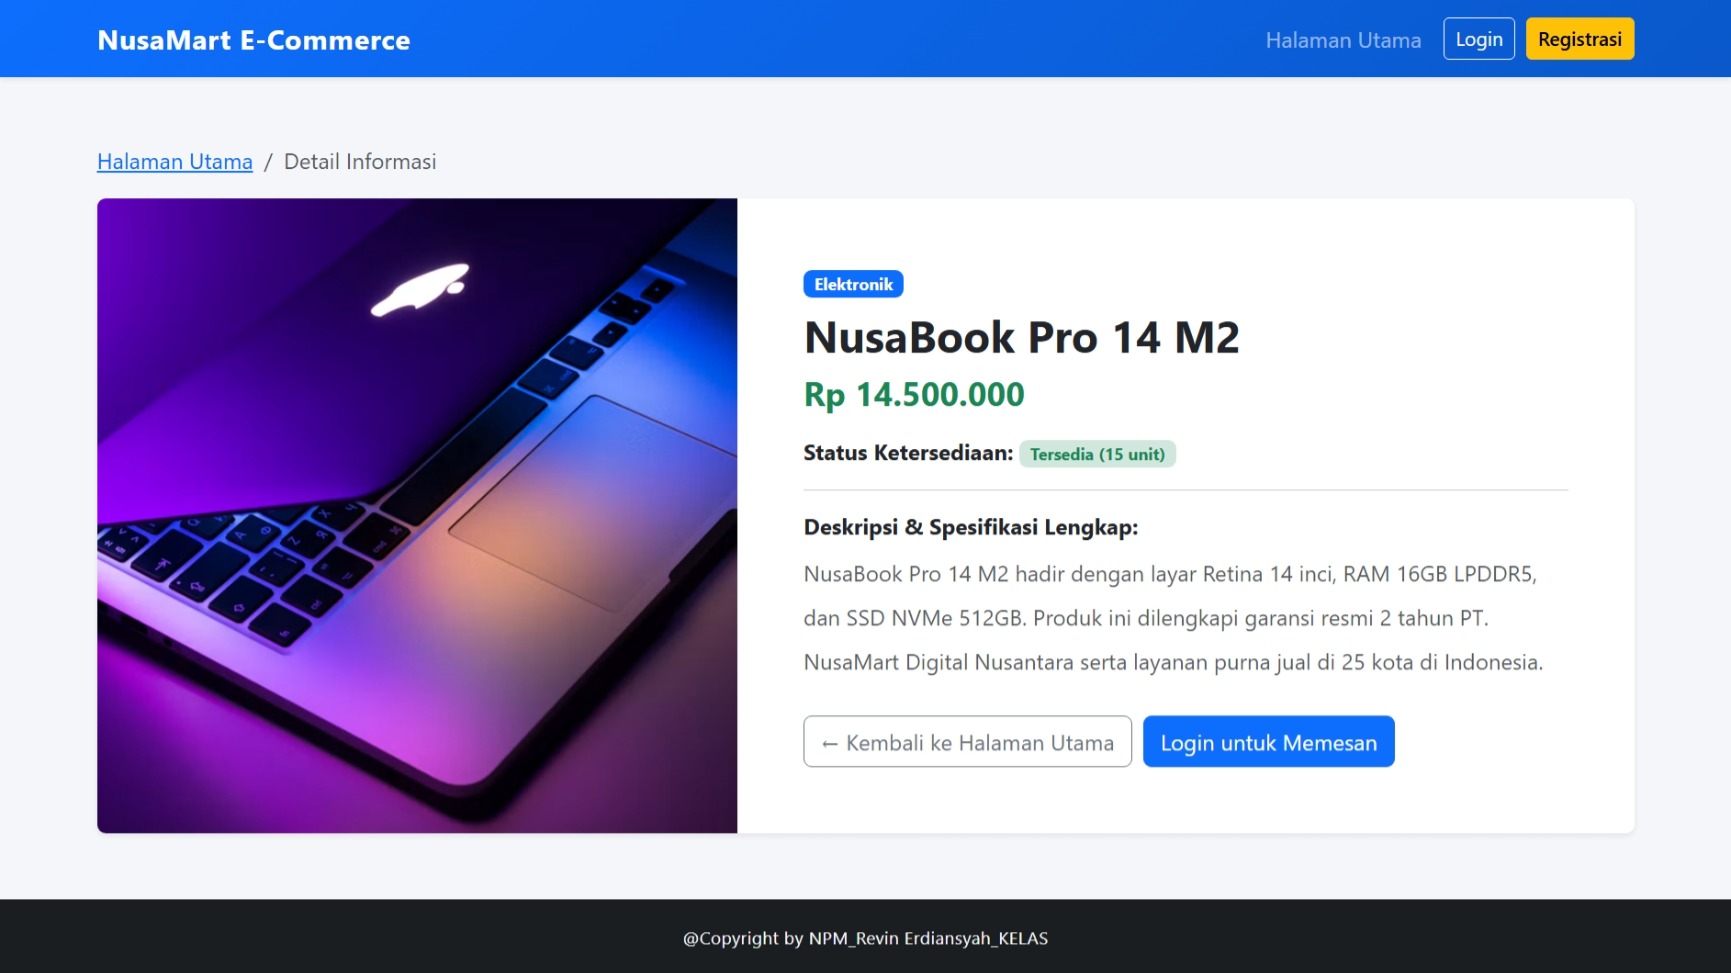 NusaMart E-Commerce
Halaman Utama
Login
Registrasi
Halaman Utama / Detail Informasi
Elektronik
NusaBook Pro 14 M2
Rp 14.500.000
Status Ketersediaan: Tersedia (15 unit)
Deskripsi & Spesifikasi Lengkap:
NusaBook Pro 14 M2 hadir dengan layar Retina 14 inci, RAM 16GB LPDDR5,
dan SSD NVMe 512GB. Produk ini dilengkapi garansi resmi 2 tahun PT.
NusaMart Digital Nusantara serta layanan purna jual di 25 kota di Indonesia.
← Kembali ke Halaman Utama
Login untuk Memesan
@Copyright by NPM_Revin Erdiansyah_KELAS